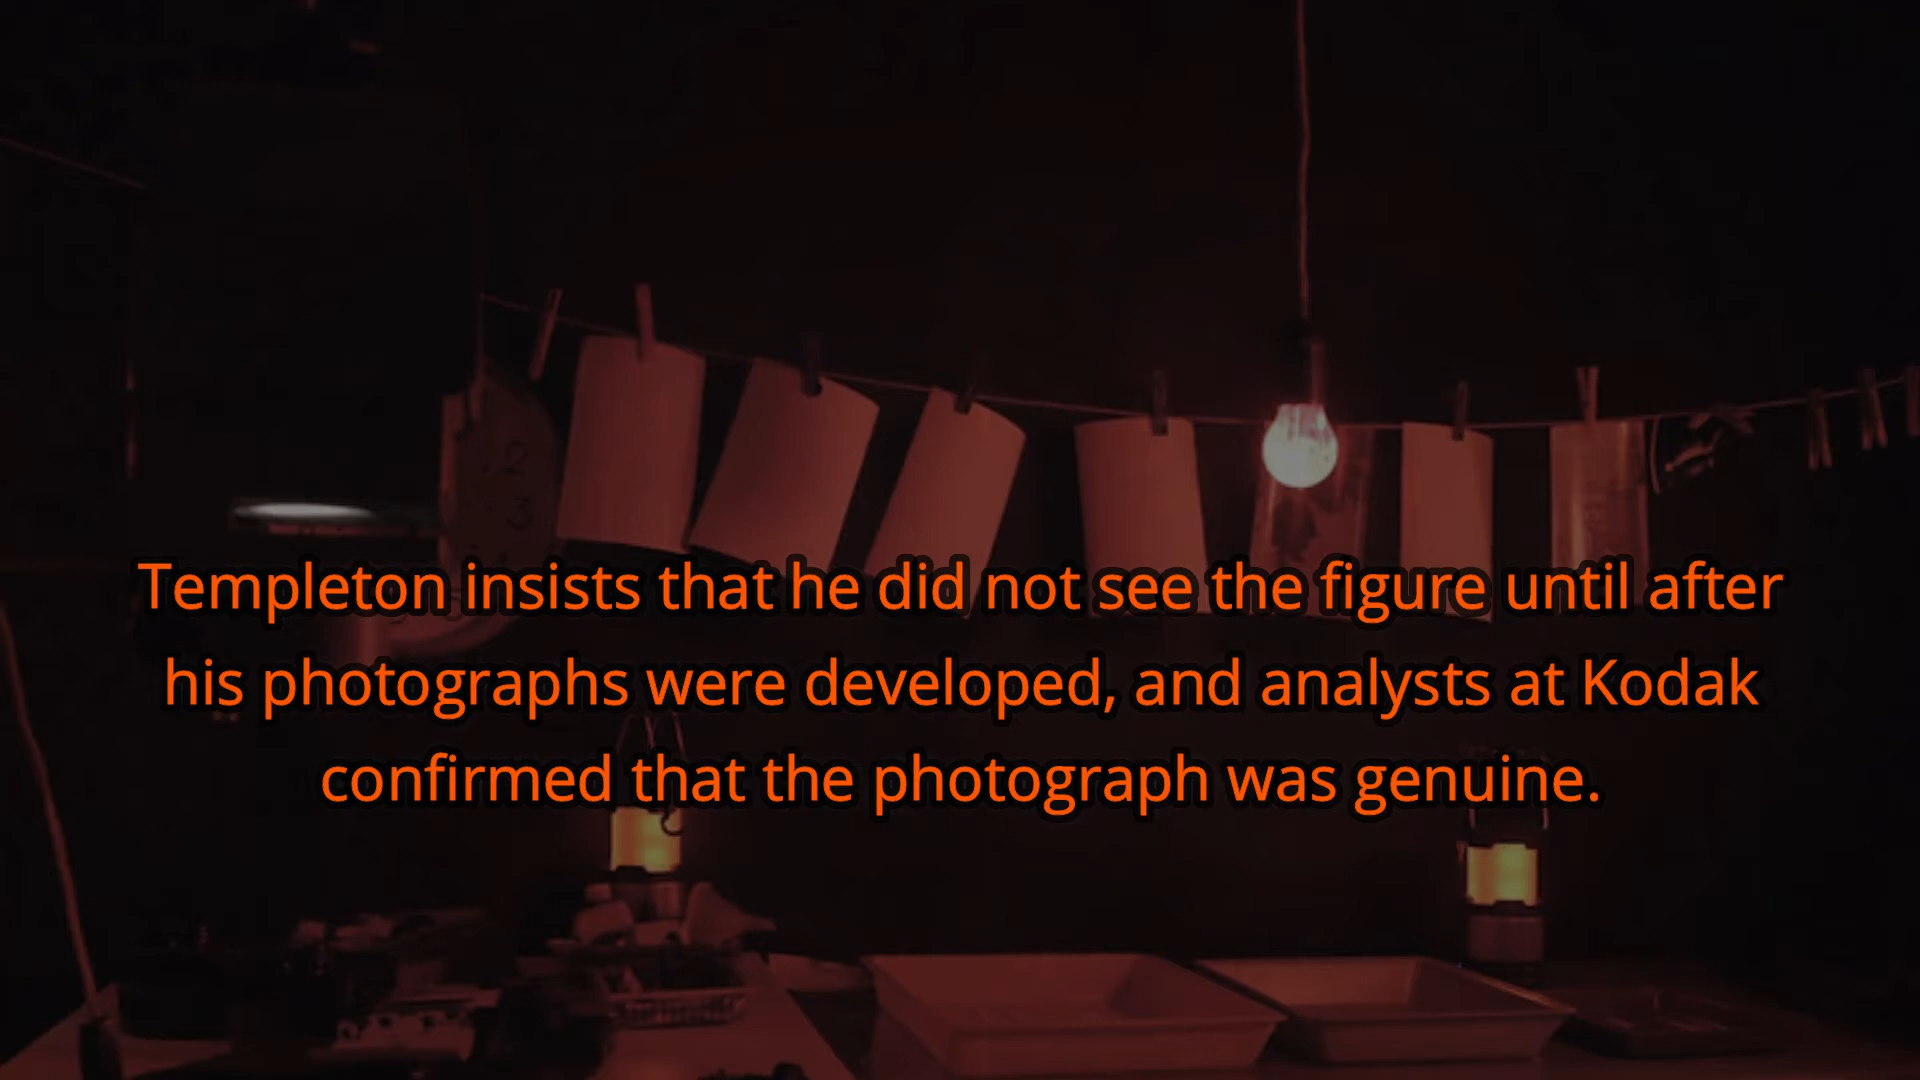 Templeton insists that he did not see the figure until after
his photographs were developed, and analysts at Kodak
confirmed that the photograph was genuine.